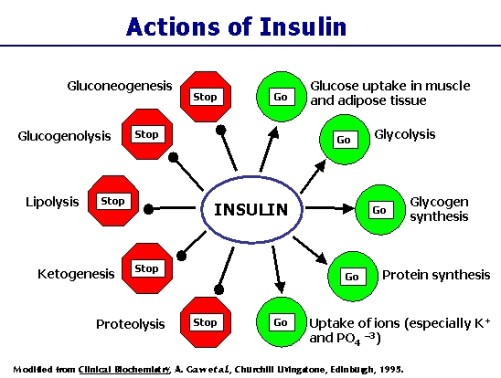 Actions of Insulin
Gluconeogenesis
Stop
Go
Glucose uptake in muscle
and adipose tissue
Glucogenolysis
Stop
Go
Glycolysis
Lipolysis
Stop
INSULIN
Go
Glycogen
synthesis
Ketogenesis
Stop
Go
Protein synthesis
Proteolysis
Stop
Go
Uptake of ions (especially K⁺
and PO₄ ⁻³)
Modified from Clinical Biochemistry, A. Gaw et al, Churchill Livingstone, Edinburgh, 1995.